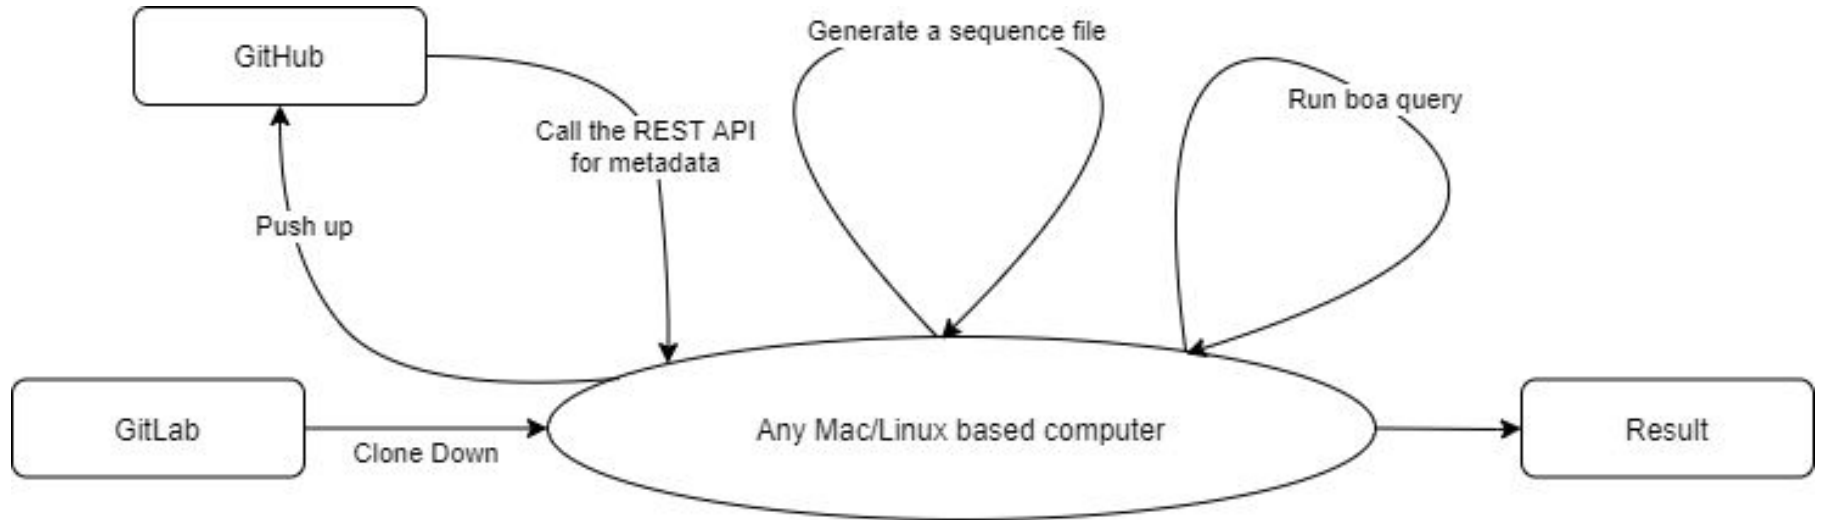 Generate a sequence file
GitHub
Run boa query
Call the REST API
for metadata
Push up
GitLab
Clone Down
Any Mac/Linux based computer
Result